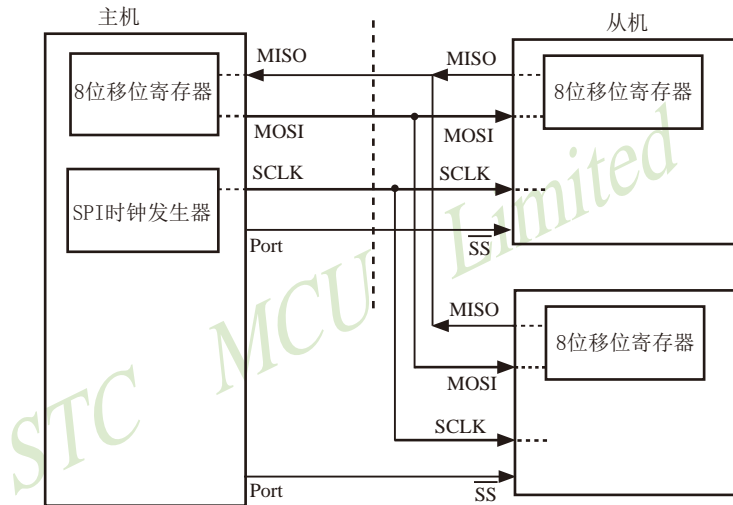 主机
从机
MISO
MISO
8位移位寄存器
8位移位寄存器
MOSI
MOSI
SCLK
SCLK
SPI时钟发生器
Port
SS
MISO
8位移位寄存器
MOSI
SCLK
Port
SS
STC MCU Limited